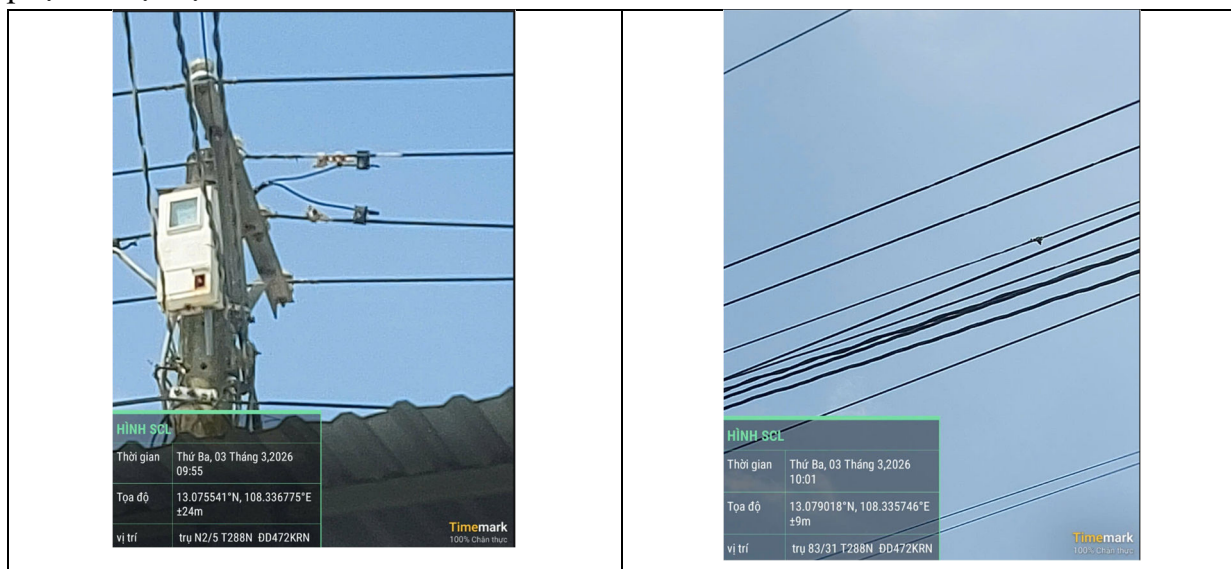 HÌNH SCL
Thời gian Thứ Ba, 03 Tháng 3,2026
09:55
Tọa độ 13.075541°N, 108.336775°E
±24m
vị trí trụ N2/5 T288N ĐD472KRN
Timemark
100% Chân thực
HÌNH SCL
Thời gian Thứ Ba, 03 Tháng 3,2026
10:01
Tọa độ 13.079018°N, 108.335746°E
±9m
vị trí trụ 83/31 T288N ĐD472KRN
Timemark
100% Chân thực